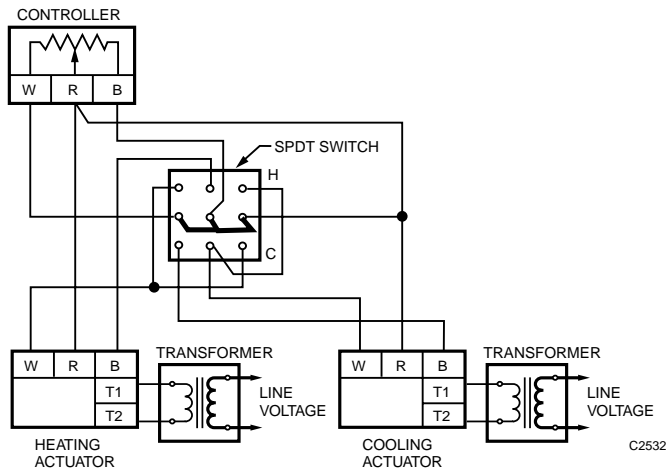 CONTROLLER
W R B
SPDT SWITCH
H
C
W R B
T1
T2
TRANSFORMER
LINE
VOLTAGE
HEATING
ACTUATOR
W R B
T1
T2
TRANSFORMER
LINE
VOLTAGE
COOLING
ACTUATOR
C2532